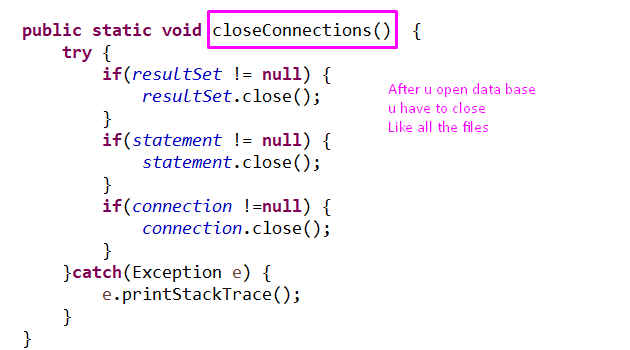 public static void closeConnections() {
try {
if(resultSet != null) {
resultSet.close();
}
if(statement != null) {
statement.close();
}
if(connection !=null) {
connection.close();
}
}catch(Exception e) {
e.printStackTrace();
}
}
After u open data base
u have to close
Like all the files